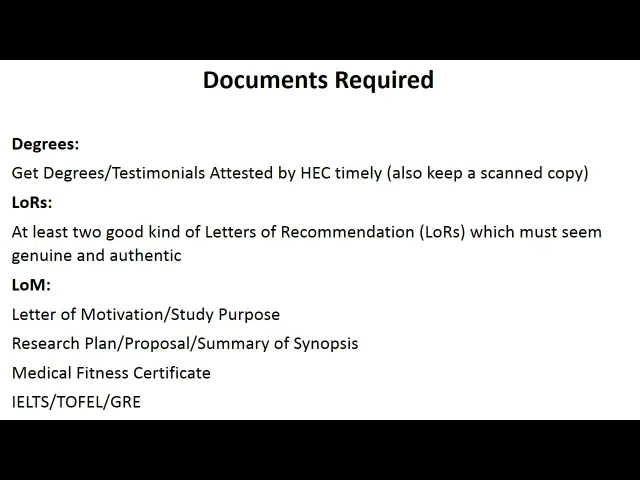 Documents Required
Degrees:
Get Degrees/Testimonials Attested by HEC timely (also keep a scanned copy)
LoRs:
At least two good kind of Letters of Recommendation (LoRs) which must seem
genuine and authentic
LoM:
Letter of Motivation/Study Purpose
Research Plan/Proposal/Summary of Synopsis
Medical Fitness Certificate
IELTS/TOFEL/GRE